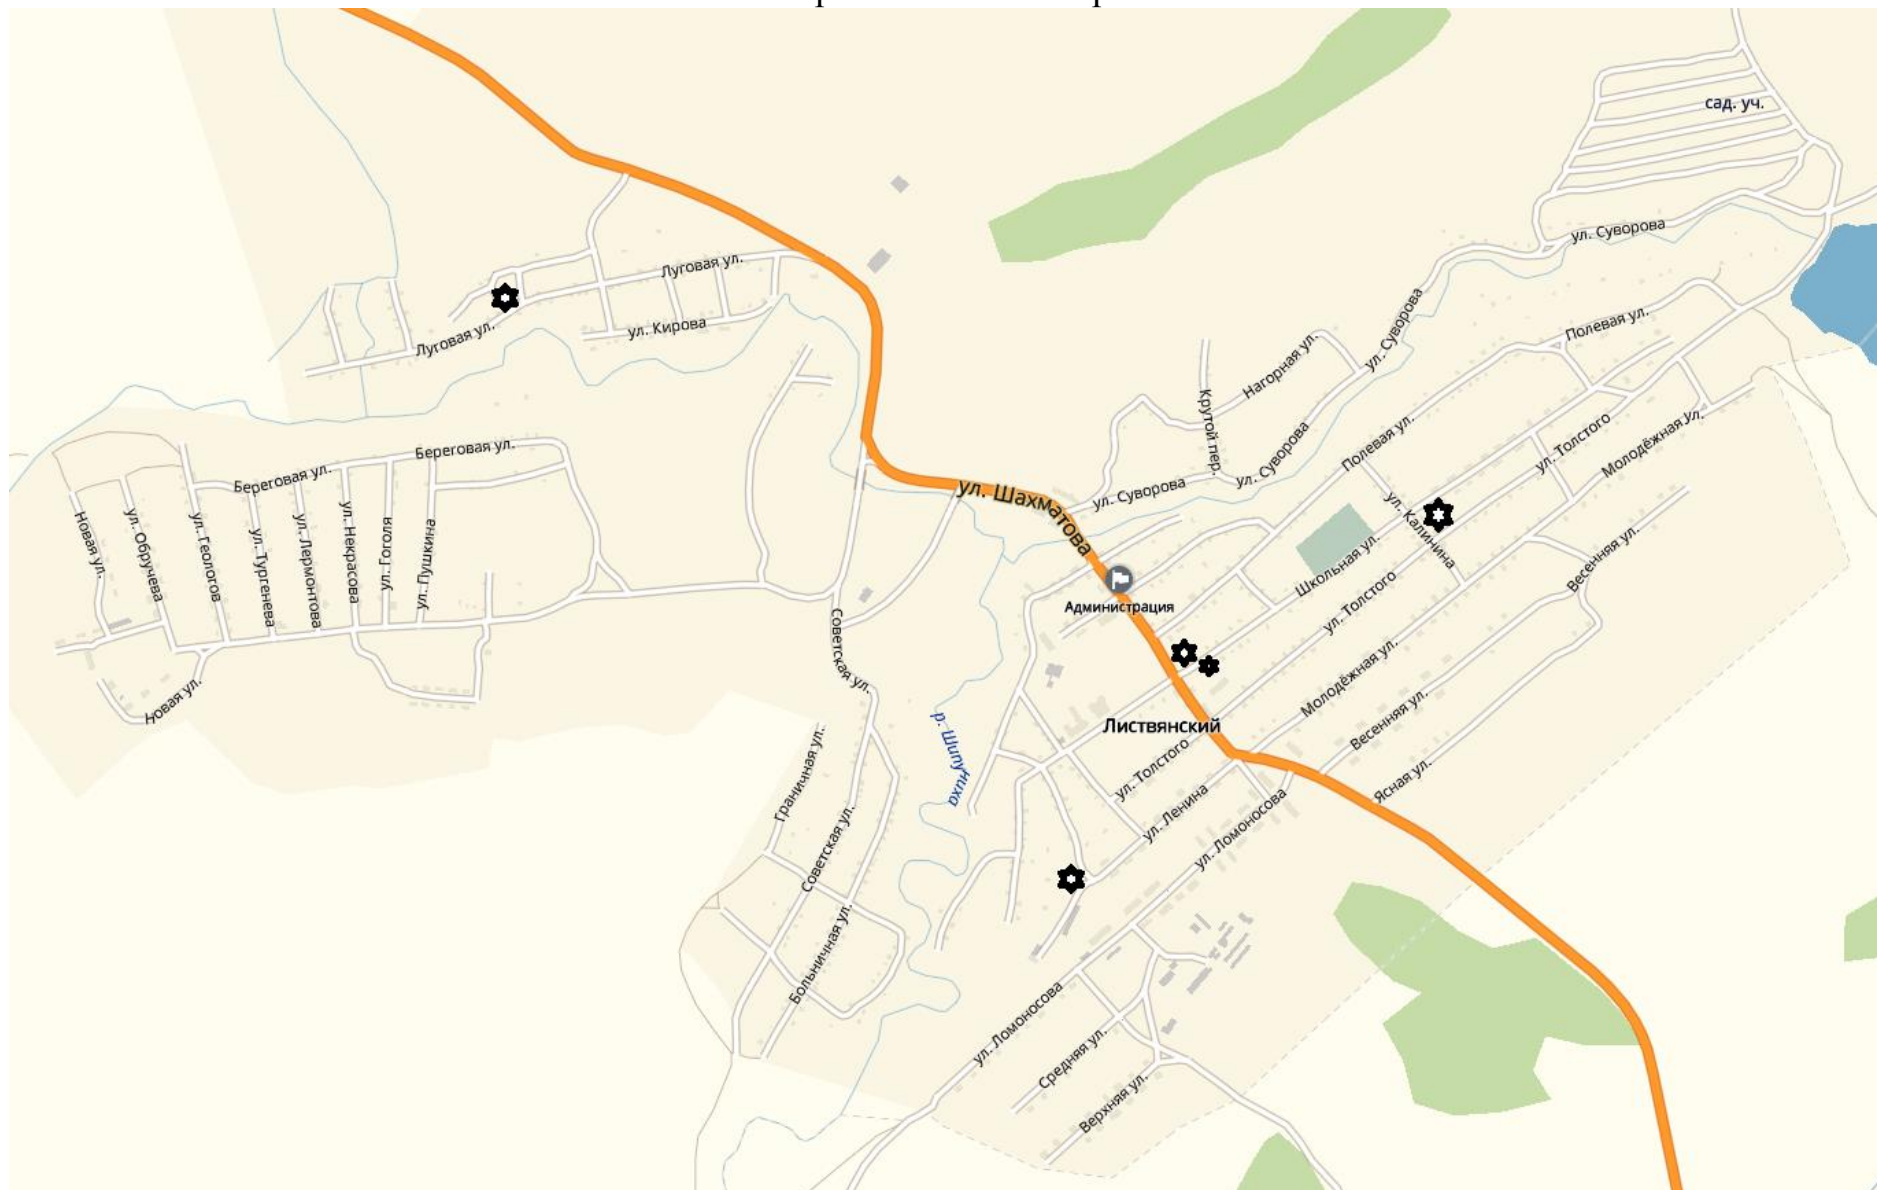 сад. уч.
ул. Суворова
Луговая ул.
ул. Кирова
Луговая ул.
ул. Суворова
Полевая ул.
Нагорная ул.
Крутой пер.
ул. Суворова
Полевая ул.
ул. Толстого
Молодёжная ул.
Береговая ул.
Береговая ул.
ул. Суворова
ул. Шахматова
ул. Калинина
Новая ул.
ул. Обручева
ул. Геологов
ул. Тургенева
ул. Лермонтова
ул. Некрасова
ул. Гоголя
ул. Пушкина
Школьная ул.
Весенняя ул.
Администрация
ул. Толстого
Советская ул.
Молодёжная ул.
Новая ул.
Листвянский
Весенняя ул.
р. Шипуниха
Граничная ул.
ул. Толстого
Ясная ул.
ул. Ленина
ул. Ломоносова
Советская ул.
Больничная ул.
ул. Ломоносова
Средняя ул.
Верхняя ул.